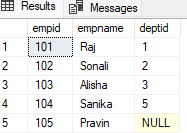 Results Messages
empid empname deptid
1 101 Raj 1
2 102 Sonali 2
3 103 Alisha 3
4 104 Sanika 5
5 105 Pravin NULL